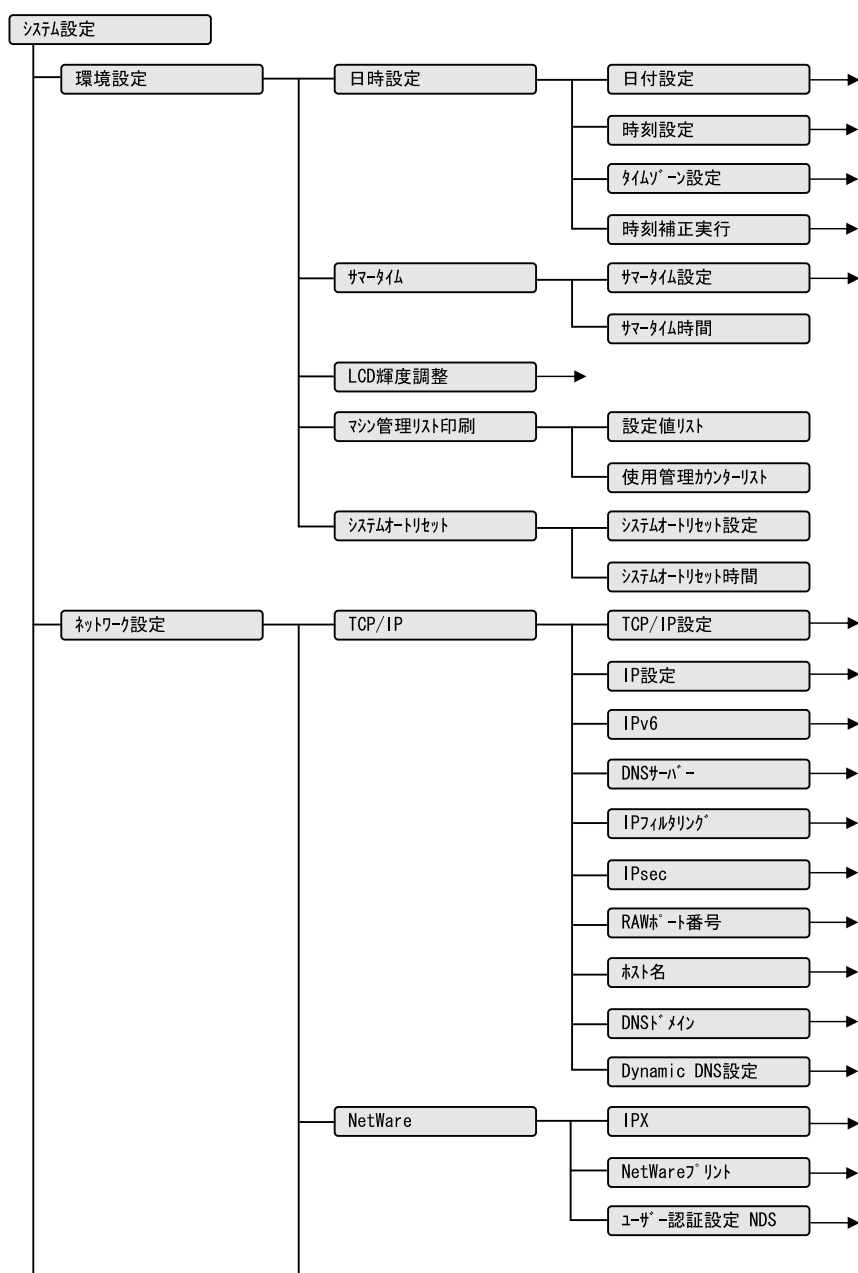 ｼｽﾃﾑ設定
環境設定
日時設定
日付設定
時刻設定
ﾀｲﾑｿﾞｰﾝ設定
時刻補正実行
ｻﾏｰﾀｲﾑ
ｻﾏｰﾀｲﾑ設定
ｻﾏｰﾀｲﾑ時間
LCD輝度調整
ﾏｼﾝ管理ﾘｽﾄ印刷
設定値ﾘｽﾄ
使用管理ｶｳﾝﾀｰﾘｽﾄ
ｼｽﾃﾑｵｰﾄﾘｾｯﾄ
ｼｽﾃﾑｵｰﾄﾘｾｯﾄ設定
ｼｽﾃﾑｵｰﾄﾘｾｯﾄ時間
ﾈｯﾄﾜｰｸ設定
TCP/IP
TCP/IP設定
IP設定
IPv6
DNSｻｰﾊﾞｰ
IPﾌｨﾙﾀﾘﾝｸﾞ
IPsec
RAWﾎﾟｰﾄ番号
ﾎｽﾄ名
DNSﾄﾞﾒｲﾝ
Dynamic DNS設定
NetWare
IPX
NetWareﾌﾟﾘﾝﾄ
ﾕｰｻﾞｰ認証設定 NDS